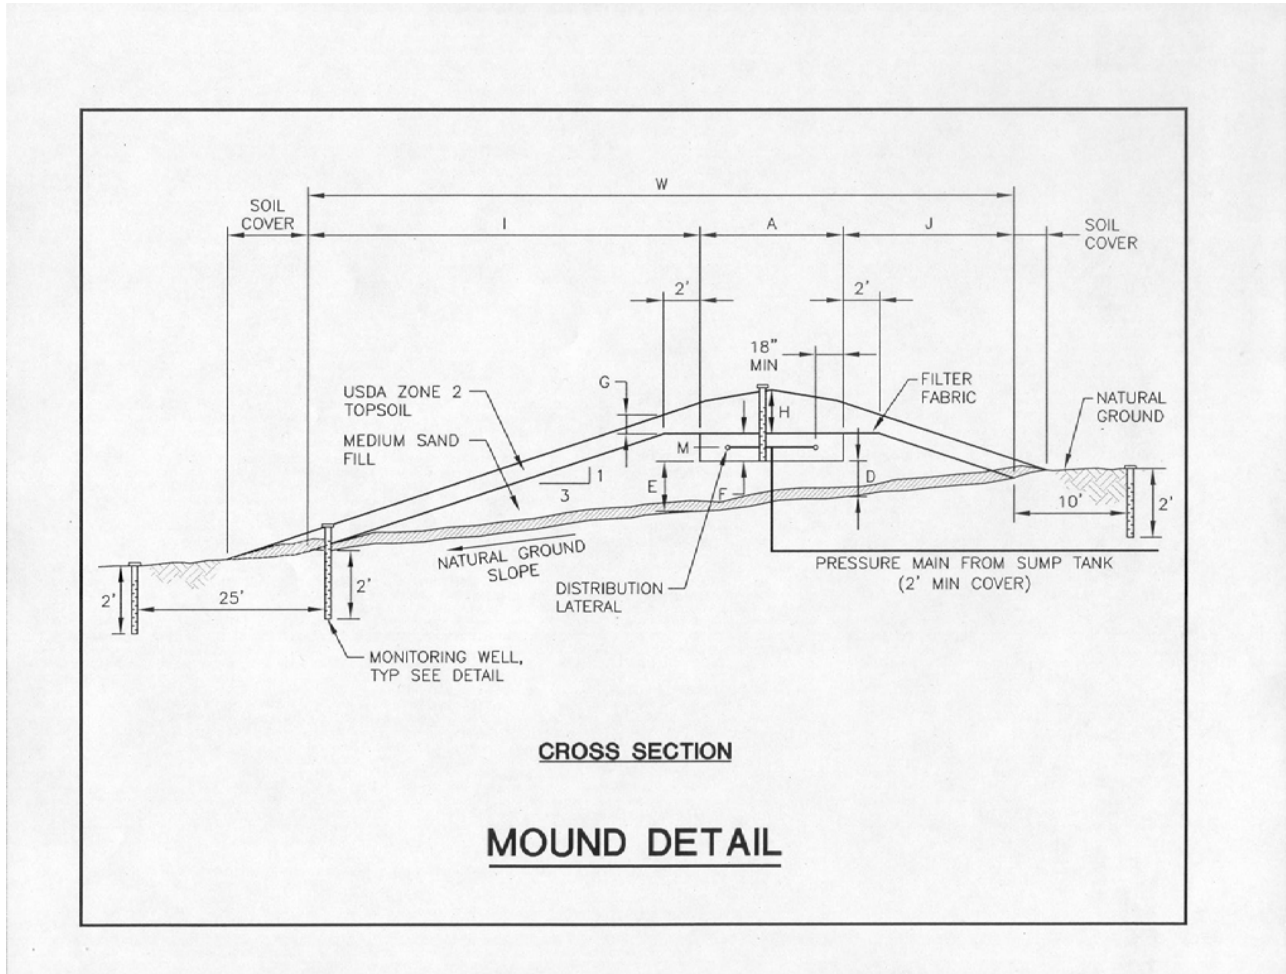 W
SOIL
COVER
I
A
J
SOIL
COVER
2'
2'
18"
MIN
G
USDA ZONE 2
TOPSOIL
H
FILTER
FABRIC
NATURAL
GROUND
MEDIUM SAND
FILL
M
1
3
E
F
D
10'
2'
NATURAL GROUND
SLOPE
PRESSURE MAIN FROM SUMP TANK
(2' MIN COVER)
DISTRIBUTION
LATERAL
2'
25'
2'
MONITORING WELL,
TYP SEE DETAIL
CROSS SECTION
MOUND DETAIL